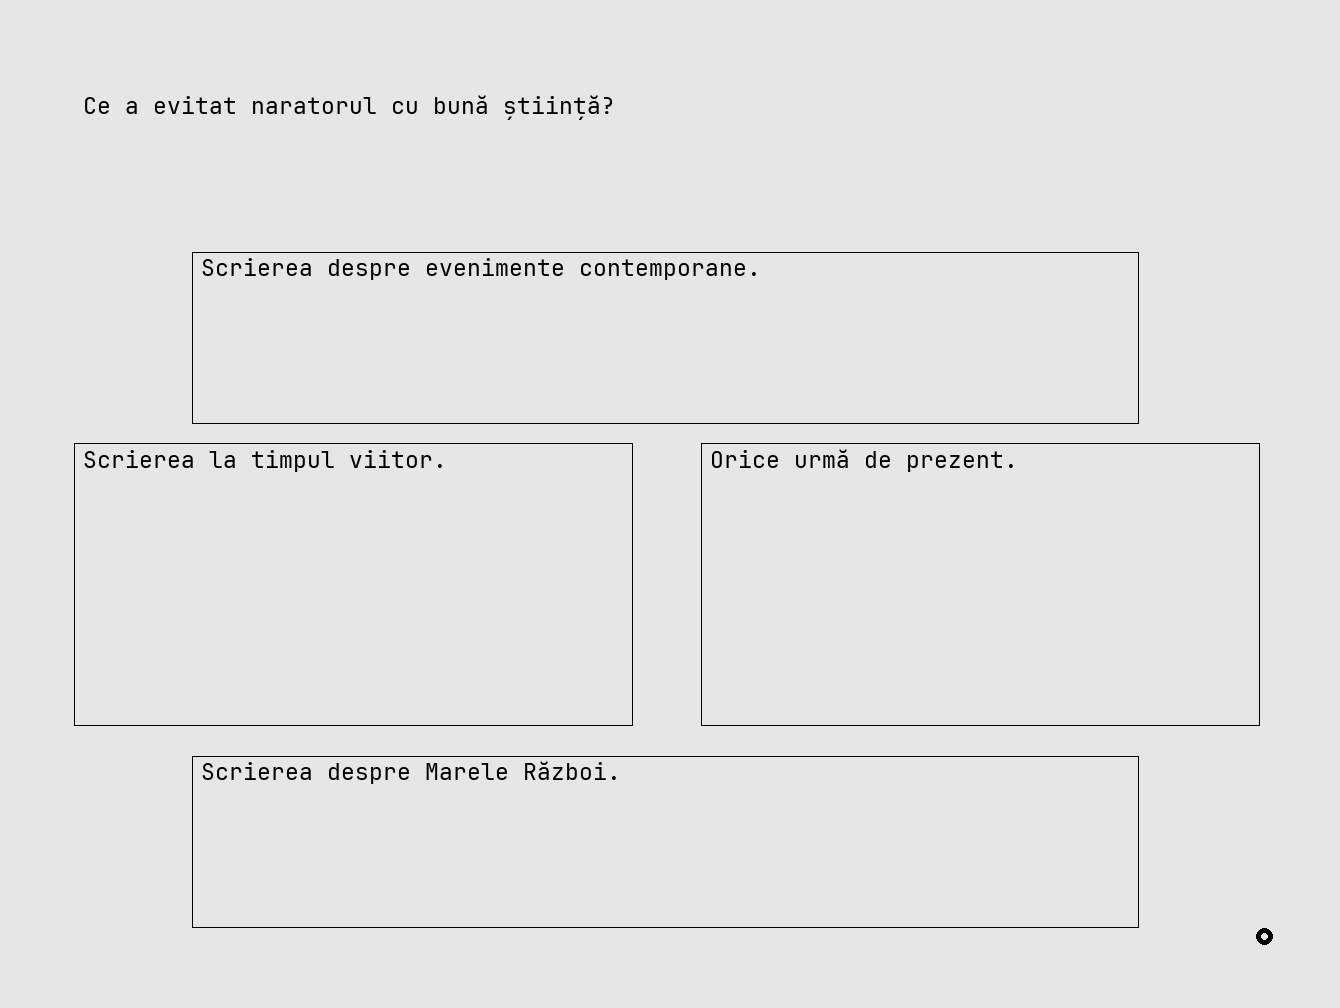 Ce a evitat naratorul cu bună știință?
Scrierea despre evenimente contemporane.
Scrierea la timpul viitor.
Orice urmă de prezent.
Scrierea despre Marele Război.